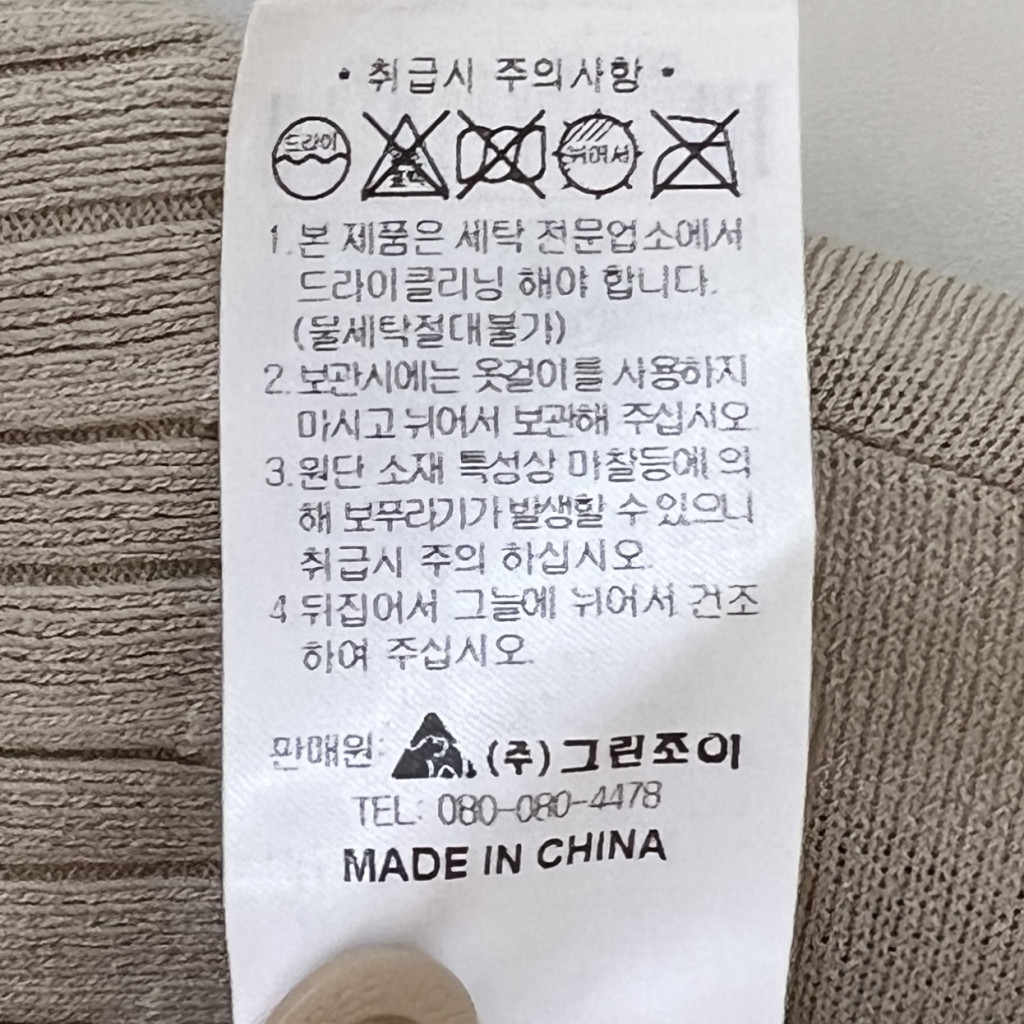 • 취급시 주의사항 •
드라이 염소 표백 뉘어서
1. 본 제품은 세탁 전문업소에서
드라이클리닝 해야 합니다.
(물세탁절대불가)
2. 보관시에는 옷걸이를 사용하지
마시고 뉘어서 보관해 주십시오
3. 원단 소재 특성상 마찰등에 의
해 보푸라기가 발생할 수 있으니
취급시 주의 하십시오.
4 뒤집어서 그늘에 뉘어서 건조
하여 주십시오.
판매원: (주)그린조이
TEL: 080-080-4478
MADE IN CHINA